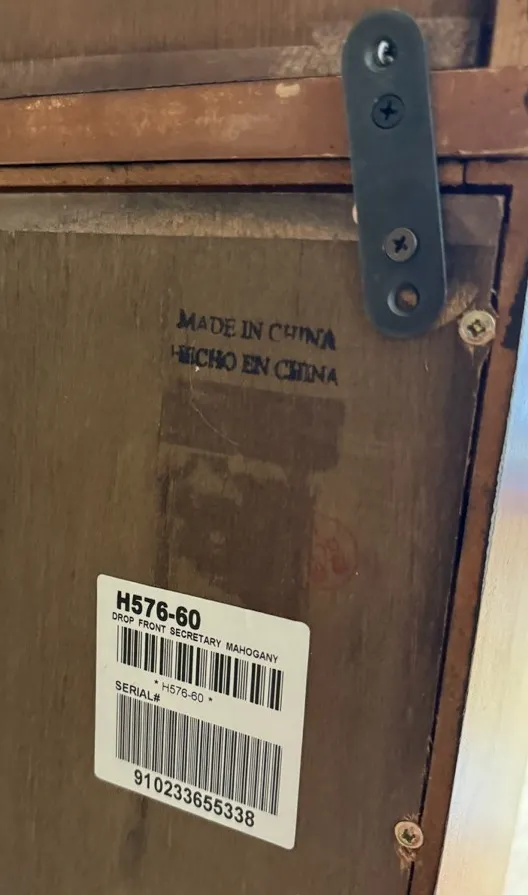 MADE IN CHINA
HECHO EN CHINA
H576-60
DROP FRONT SECRETARY MAHOGANY
* H576-60 *
SERIAL#
910233655338